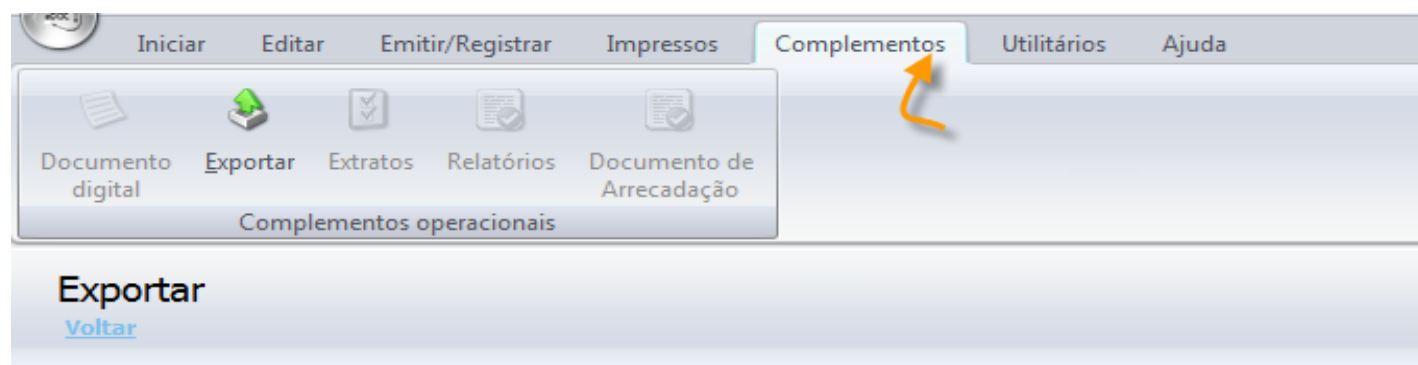 Iniciar Editar Emitir/Registrar Impressos Complementos Utilitários Ajuda
Documento digital
Exportar
Extratos
Relatórios
Documento de Arrecadação
Complementos operacionais
Exportar
Voltar